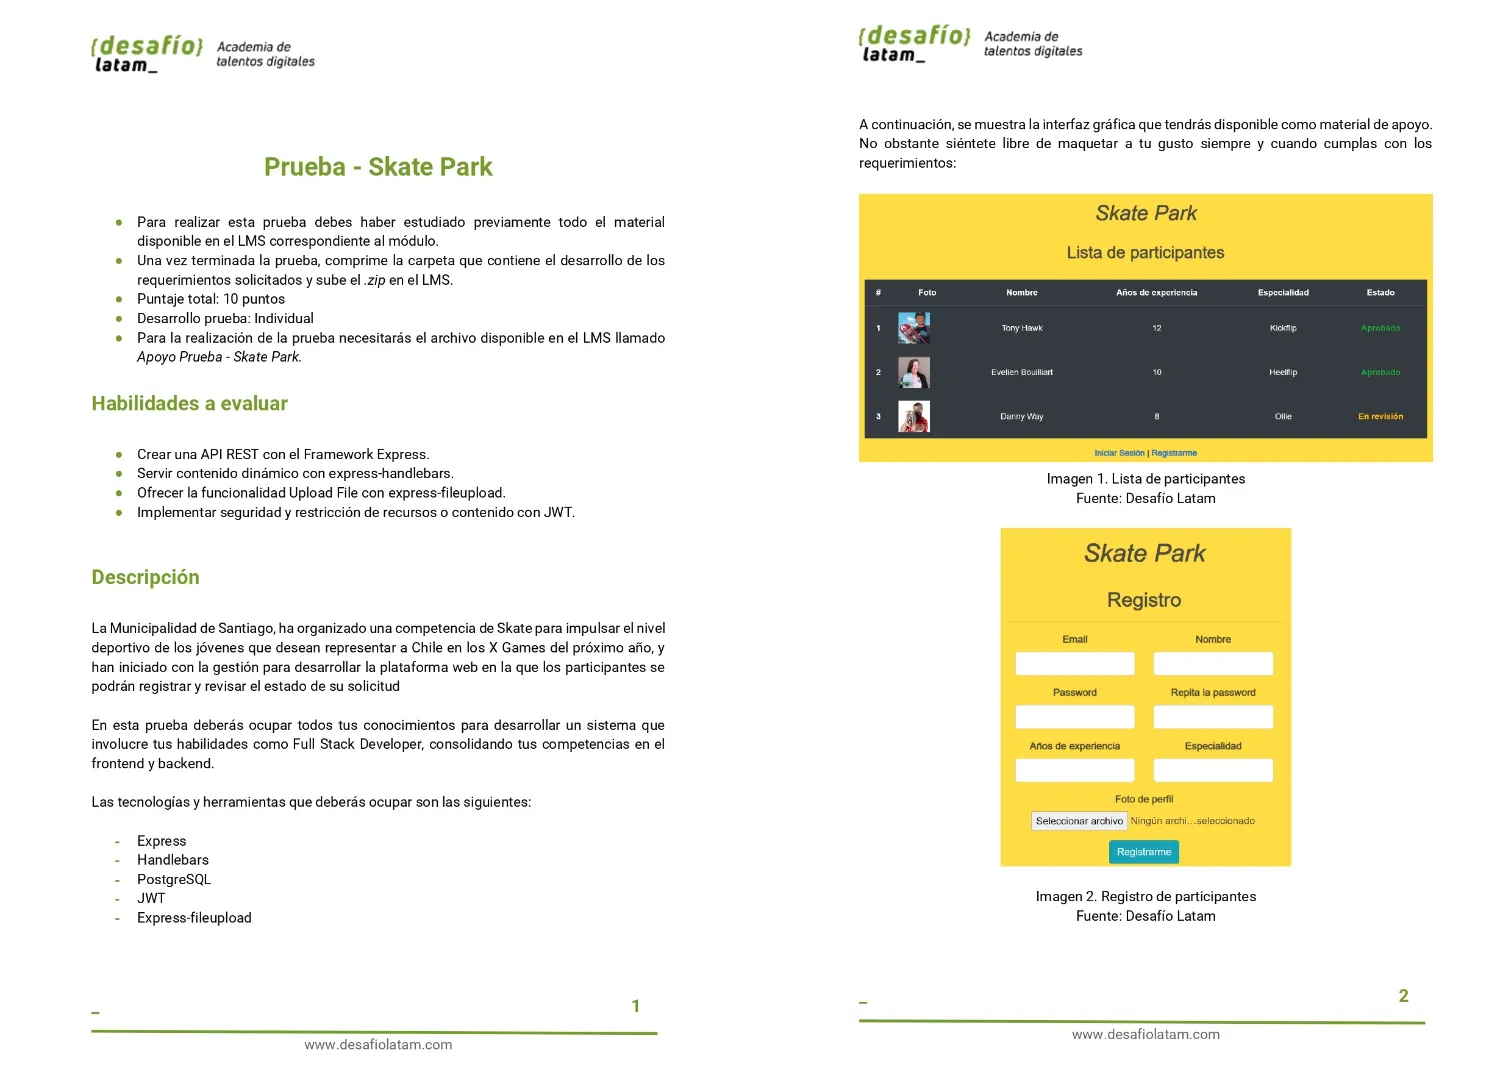 {desafío}
latam_
Academia de
talentos digitales
Prueba - Skate Park
● Para realizar esta prueba debes haber estudiado previamente todo el material
disponible en el LMS correspondiente al módulo.
● Una vez terminada la prueba, comprime la carpeta que contiene el desarrollo de los
requerimientos solicitados y sube el .zip en el LMS.
● Puntaje total: 10 puntos
● Desarrollo prueba: Individual
● Para la realización de la prueba necesitarás el archivo disponible en el LMS llamado
Apoyo Prueba - Skate Park.
Habilidades a evaluar
● Crear una API REST con el Framework Express.
● Servir contenido dinámico con express-handlebars.
● Ofrecer la funcionalidad Upload File con express-fileupload.
● Implementar seguridad y restricción de recursos o contenido con JWT.
Descripción
La Municipalidad de Santiago, ha organizado una competencia de Skate para impulsar el nivel
deportivo de los jóvenes que desean representar a Chile en los X Games del próximo año, y
han iniciado con la gestión para desarrollar la plataforma web en la que los participantes se
podrán registrar y revisar el estado de su solicitud
En esta prueba deberás ocupar todos tus conocimientos para desarrollar un sistema que
involucre tus habilidades como Full Stack Developer, consolidando tus competencias en el
frontend y backend.
Las tecnologías y herramientas que deberás ocupar son las siguientes:
- Express
- Handlebars
- PostgreSQL
- JWT
- Express-fileupload
_ 1
www.desafiolatam.com
{desafío}
latam_
Academia de
talentos digitales
A continuación, se muestra la interfaz gráfica que tendrás disponible como material de apoyo.
No obstante siéntete libre de maquetar a tu gusto siempre y cuando cumplas con los
requerimientos:
Skate Park
Lista de participantes
# Foto Nombre Años de experiencia Especialidad Estado
1 Tony Hawk 12 Kickflip Aprobado
2 Evelien Bouilliart 10 Heelflip Aprobado
3 Danny Way 8 Ollie En revisión
Iniciar Sesión | Registrarme
Imagen 1. Lista de participantes
Fuente: Desafío Latam
Skate Park
Registro
Email Nombre
Password Repita la password
Años de experiencia Especialidad
Foto de perfil
Seleccionar archivo Ningún archi...seleccionado
Registrarme
Imagen 2. Registro de participantes
Fuente: Desafío Latam
_ 2
www.desafiolatam.com